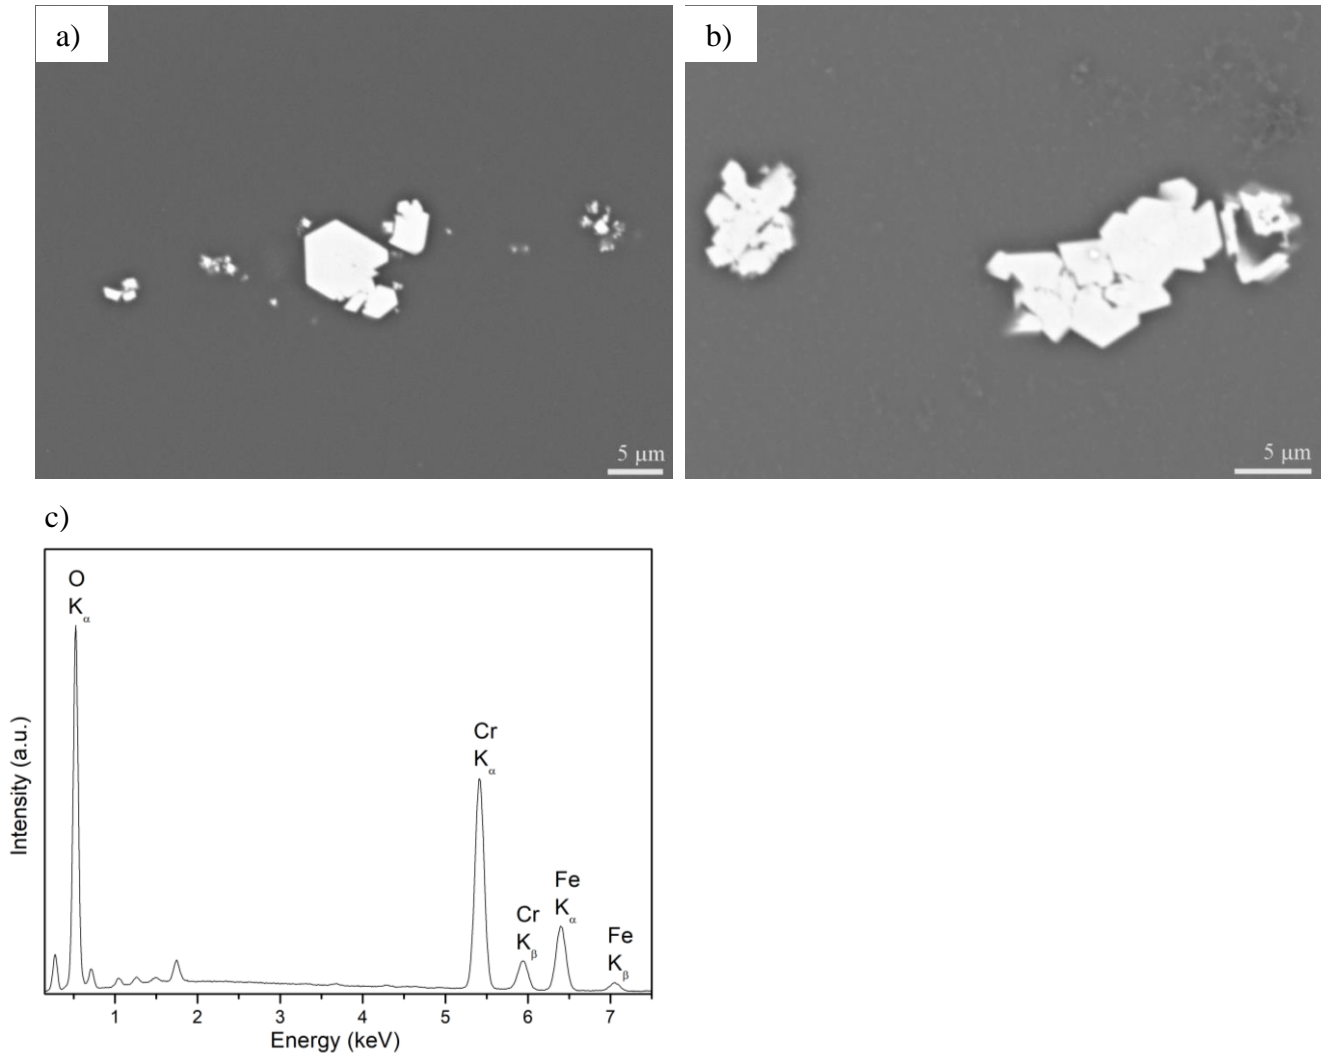 a)
b)
5 µm
5 µm
c)
O
Kα
Cr
Kα
Cr
Kβ
Fe
Kα
Fe
Kβ
Intensity (a.u.)
1 2 3 4 5 6 7
Energy (keV)